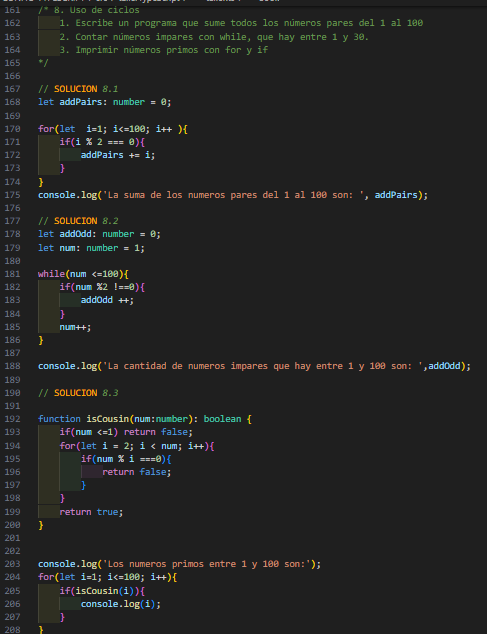 161 /* 8. Uso de ciclos
162     1. Escribe un programa que sume todos los números pares del 1 al 100
163     2. Contar números impares con while, que hay entre 1 y 30.
164     3. Imprimir números primos con for y if
165 */
166
167 // SOLUCION 8.1
168 let addPairs: number = 0;
169
170 for(let  i=1; i<=100; i++ ){
171     if(i % 2 === 0){
172         addPairs += i;
173     }
174 }
175 console.log('La suma de los numeros pares del 1 al 100 son: ', addPairs);
176
177 // SOLUCION 8.2
178 let addOdd: number = 0;
179 let num: number = 1;
180
181 while(num <=100){
182     if(num %2 !==0){
183         addOdd ++;
184     }
185     num++;
186 }
187
188 console.log('La cantidad de numeros impares que hay entre 1 y 100 son: ',addOdd);
189
190 // SOLUCION 8.3
191
192 function isCousin(num:number): boolean {
193     if(num <=1) return false;
194     for(let i = 2; i < num; i++){
195         if(num % i ===0){
196             return false;
197         }
198     }
199     return true;
200 }
201
202
203 console.log('Los numeros primos entre 1 y 100 son:');
204 for(let i=1; i<=100; i++){
205     if(isCousin(i)){
206         console.log(i);
207     }
208 }